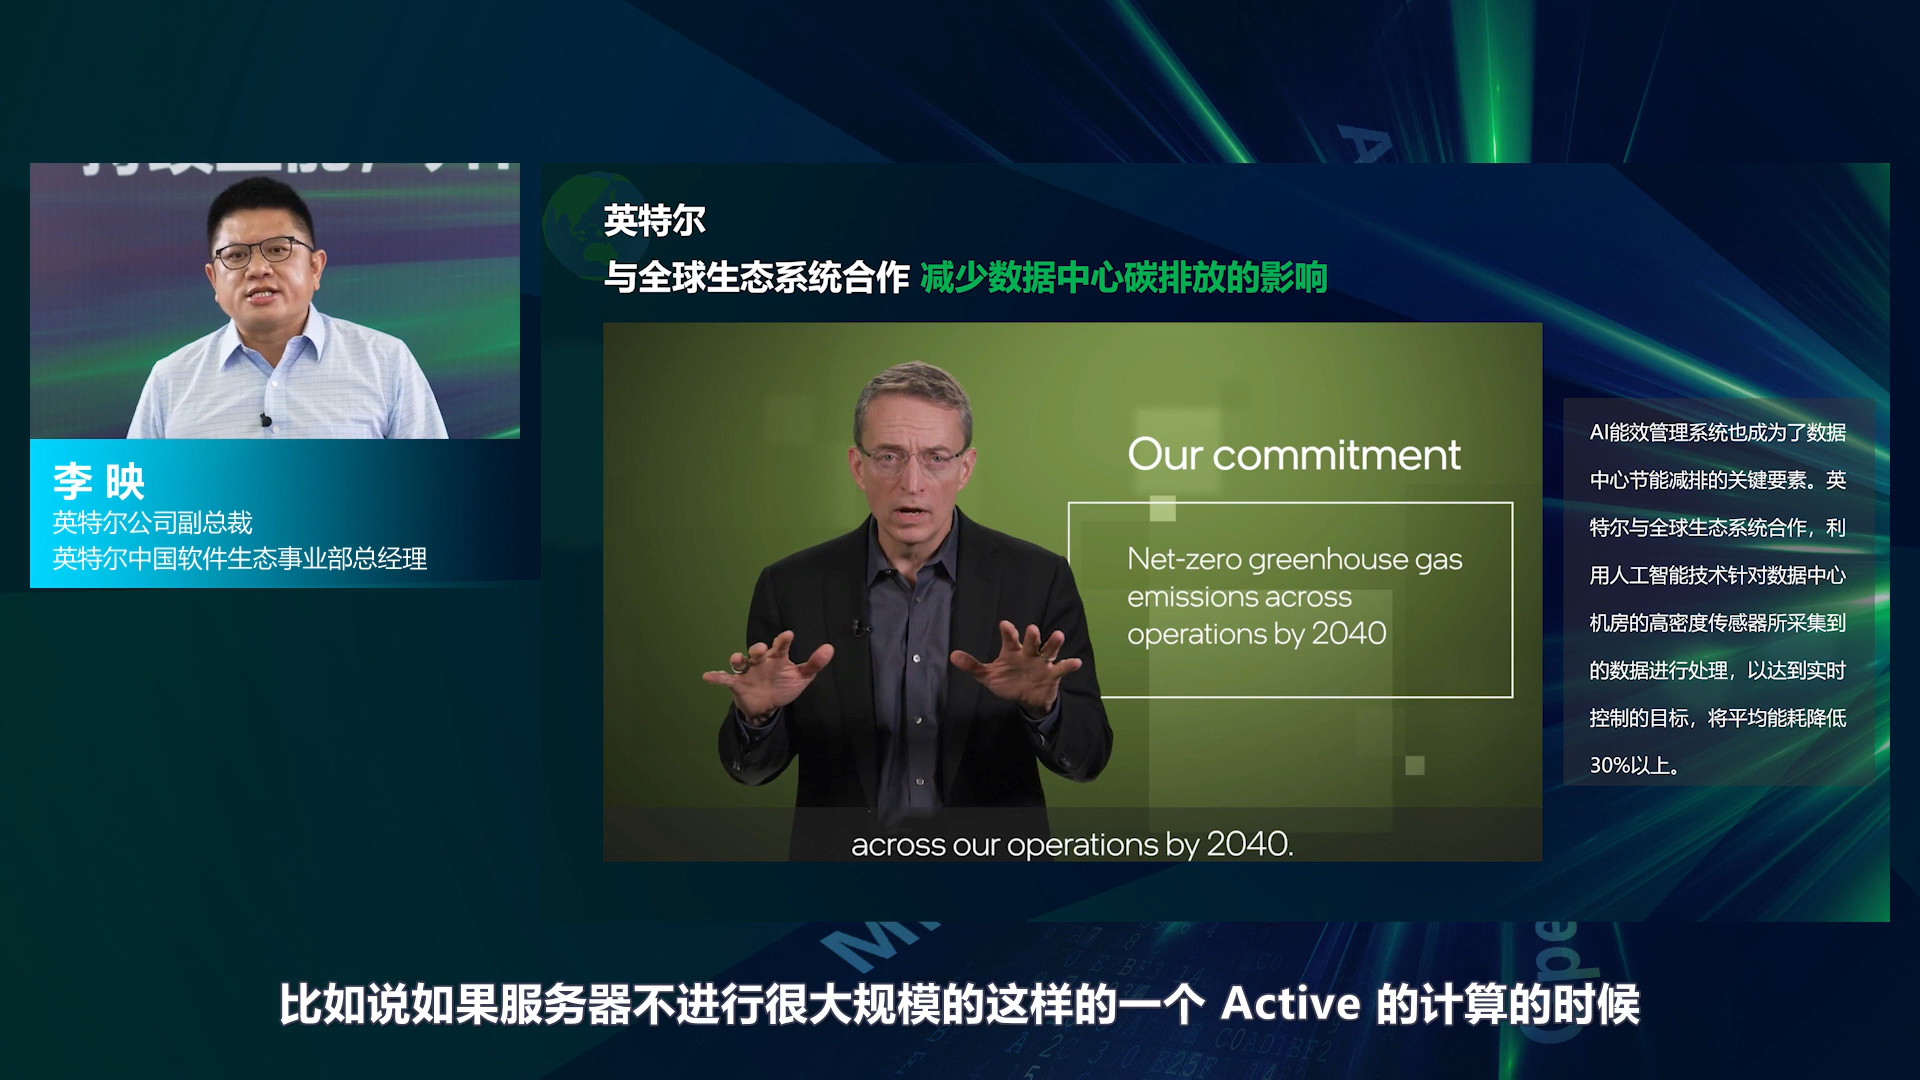 李 映
英特尔公司副总裁
英特尔中国软件生态事业部总经理
英特尔
与全球生态系统合作 减少数据中心碳排放的影响
Our commitment
Net-zero greenhouse gas
emissions across
operations by 2040
across our operations by 2040.
AI能效管理系统也成为了数据
中心节能减排的关键要素。英
特尔与全球生态系统合作，利
用人工智能技术针对数据中心
机房的高密度传感器所采集到
的数据进行处理，以达到实时
控制的目标，将平均能耗降低
30%以上。
比如说如果服务器不进行很大规模的这样的一个 Active 的计算的时候